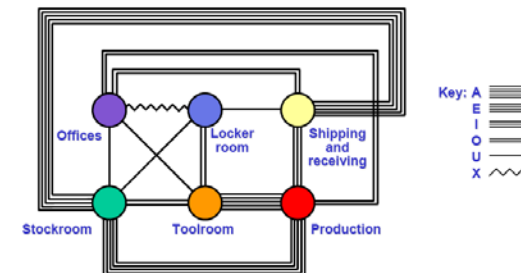 Key: A
E
I
O
U
X
Offices
Locker
room
Shipping
and
receiving
Stockroom
Toolroom
Production